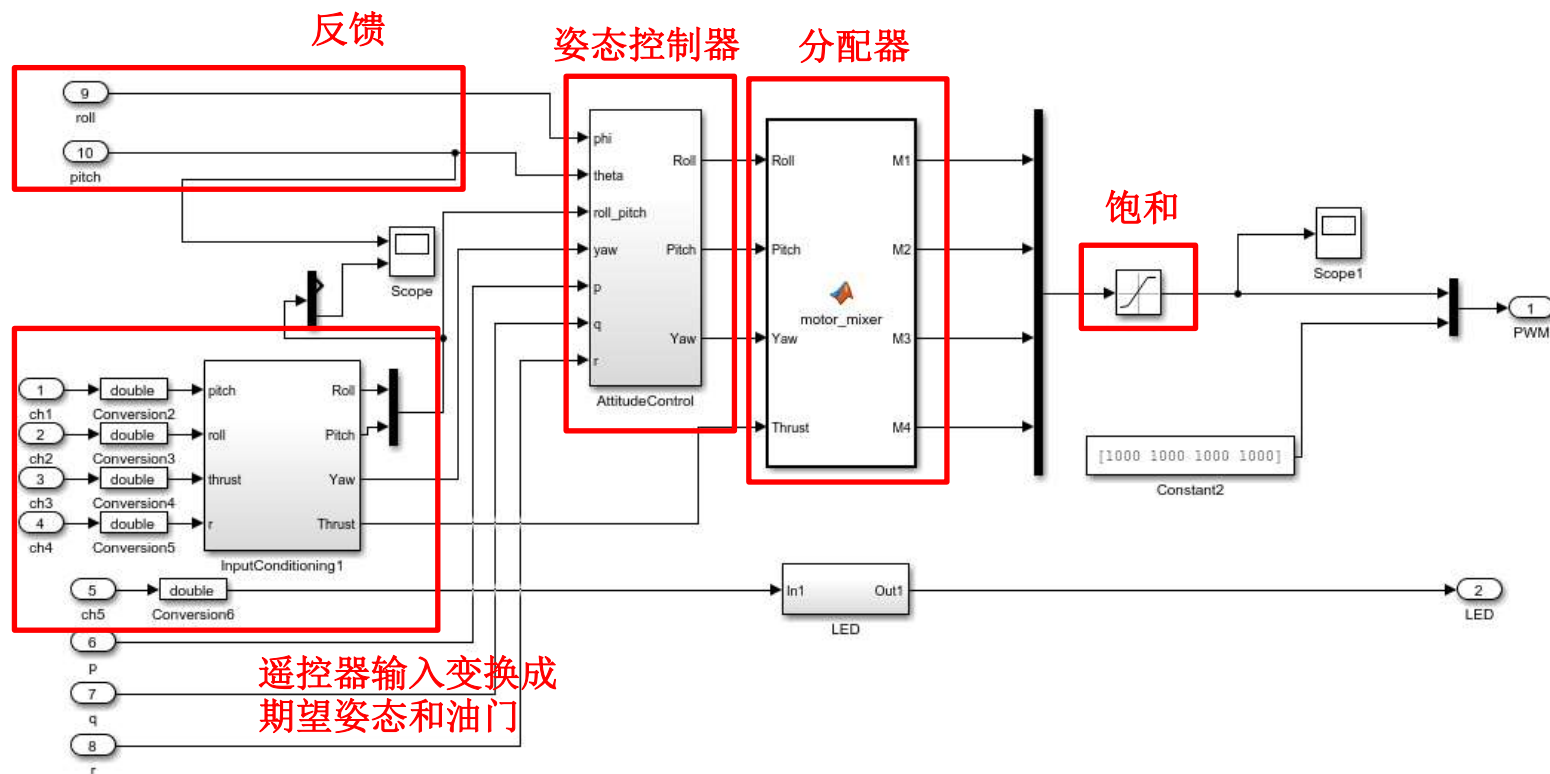 反馈
姿态控制器
分配器
9
roll
10
pitch
phi
theta
roll_pitch
yaw
p
q
r
Roll
Pitch
Yaw
AttitudeControl
Roll
Pitch
Yaw
Thrust
motor_mixer
M1
M2
M3
M4
饱和
Scope
Scope1
1
PWM
1
ch1
double
Conversion2
2
ch2
double
Conversion3
3
ch3
double
Conversion4
4
ch4
double
Conversion5
pitch
roll
thrust
r
Roll
Pitch
Yaw
Thrust
InputConditioning1
[1000 1000 1000 1000]
Constant2
5
ch5
double
Conversion6
In1
Out1
LED
2
LED
6
p
7
q
8
r
遥控器输入变换成
期望姿态和油门